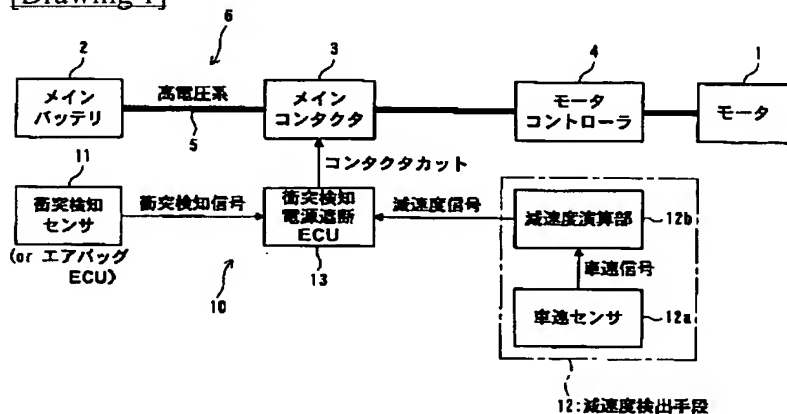 [Drawing 1]
6
2
3
4
1
メイン
バッテリ
高電圧系
5
メイン
コンタクタ
モータ
コントローラ
モータ
コンタクタカット
11
衝突検知
センサ
(or エアバッグ
ECU)
衝突検知信号
衝突検知
電源遮断
ECU
13
10
減速度信号
減速度演算部
12b
車速信号
車速センサ
12a
12:減速度検出手段